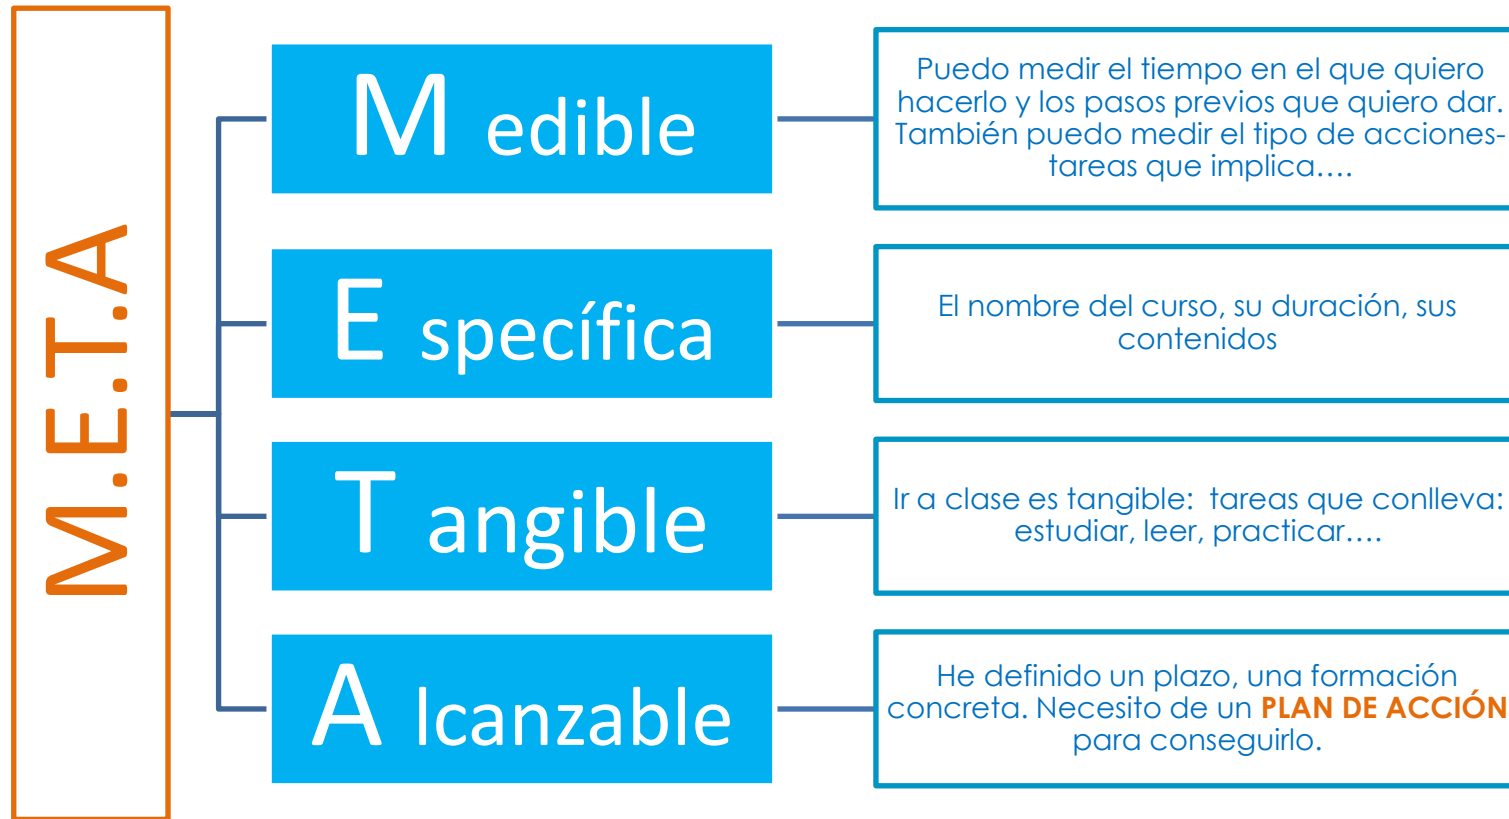 M.E.T.A
M edible
Puedo medir el tiempo en el que quiero
hacerlo y los pasos previos que quiero dar.
También puedo medir el tipo de acciones-
tareas que implica….
E specífica
El nombre del curso, su duración, sus
contenidos
T angible
Ir a clase es tangible: tareas que conlleva:
estudiar, leer, practicar….
A lcanzable
He definido un plazo, una formación
concreta. Necesito de un PLAN DE ACCIÓN
para conseguirlo.